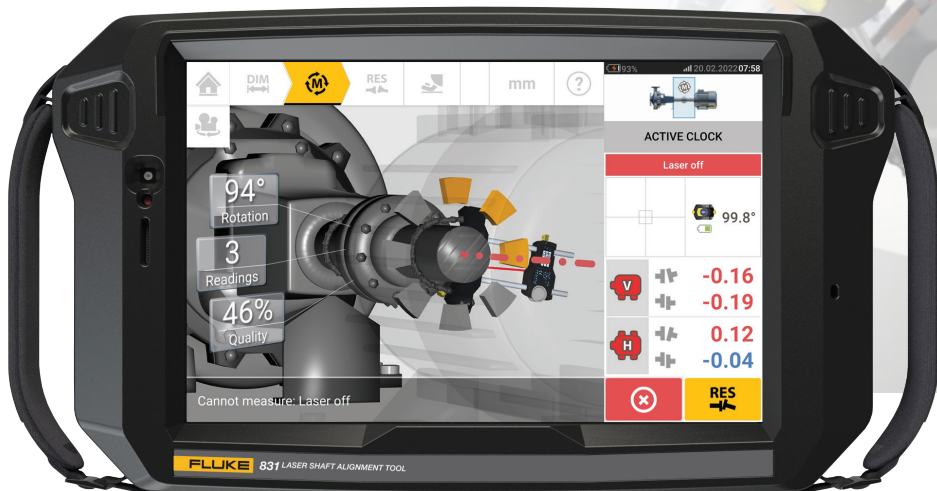 93% 20.02.2022 07:58
DIM
M
RES
mm
?
M
ACTIVE CLOCK
Laser off
94°
Rotation
99.8°
3
Readings
V
-0.16
-0.19
46%
Quality
H
0.12
-0.04
Cannot measure: Laser off
RES
FLUKE 831 LASER SHAFT ALIGNMENT TOOL